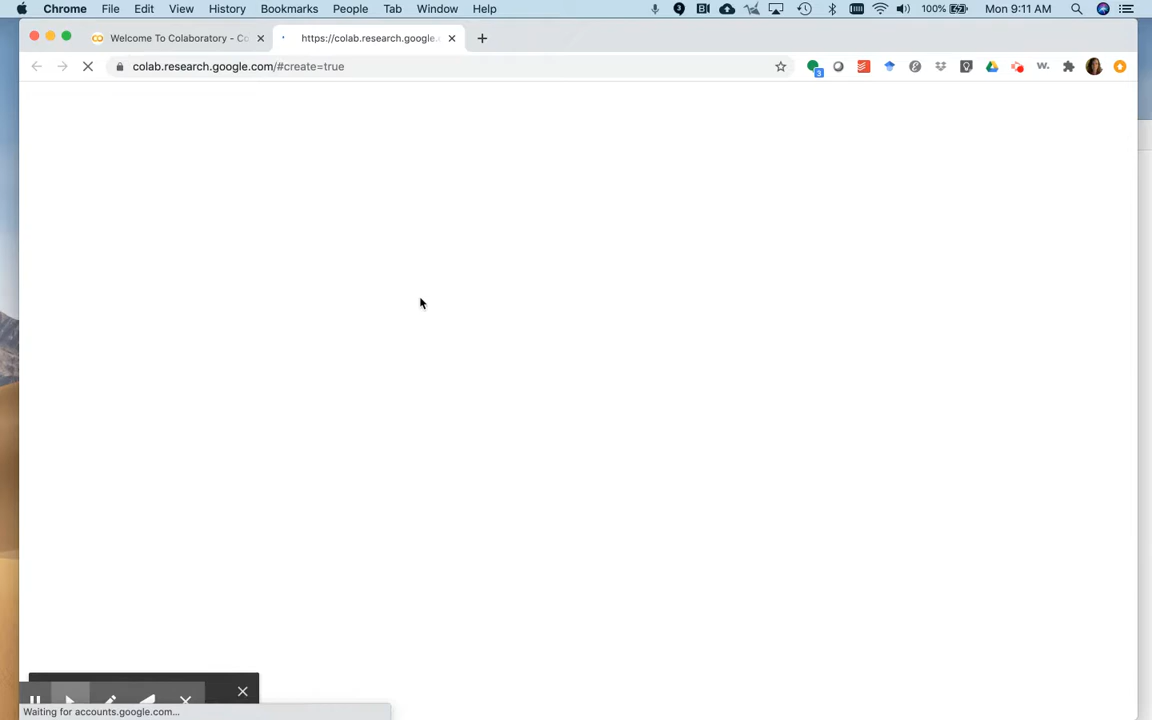 Chrome File Edit View History Bookmarks People Tab Window Help 100% Mon 9:11 AM
Welcome To Colaboratory - Co https://colab.research.google.
colab.research.google.com/#create=true 3 W.
Waiting for accounts.google.com...